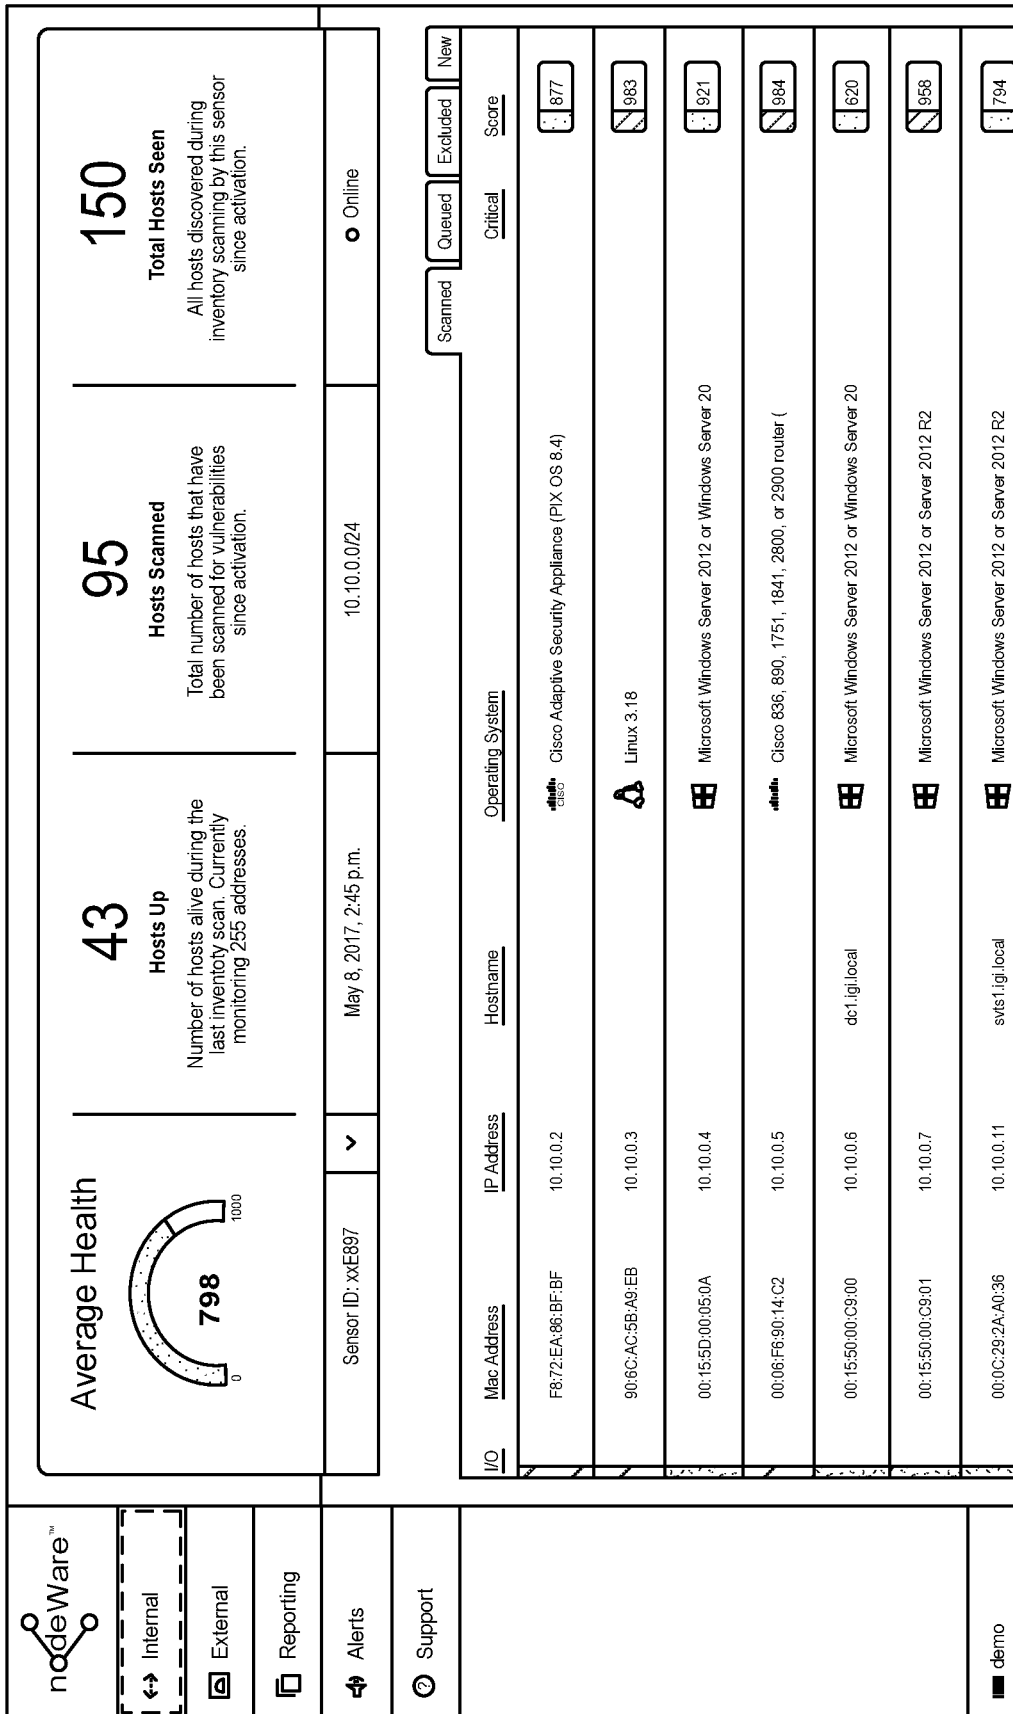 nodeWare™
Internal
External
Reporting
Alerts
Support
demo
Average Health
798
0
1000
43
Hosts Up
Number of hosts alive during the
last inventoty scan. Currently
monitoring 255 addresses.
95
Hosts Scanned
Total number of hosts that have
been scanned for vulnerabilities
since activation.
150
Total Hosts Seen
All hosts discovered during
inventory scanning by this sensor
since activation.
Sensor ID: xxE897 May 8, 2017, 2:45 p.m. 10.10.0.0/24 Online
Scanned Queued Excluded New
I/O Mac Address IP Address Hostname Operating System Critical Score
F8:72:EA:86:BF:BF 10.10.0.2 CISO Cisco Adaptive Security Appliance (PIX OS 8.4) 877
90:6C:AC:5B:A9:EB 10.10.0.3 Linux 3.18 983
00:15:5D:00:05:0A 10.10.0.4 Microsoft Windows Server 2012 or Windows Server 20 921
00:06:F6:90:14:C2 10.10.0.5 Cisco 836, 890, 1751, 1841, 2800, or 2900 router ( 984
00:15:50:00:C9:00 10.10.0.6 dc1.igi.local Microsoft Windows Server 2012 or Windows Server 20 620
00:15:50:00:C9:01 10.10.0.7 Microsoft Windows Server 2012 or Server 2012 R2 958
00:0C:29:2A:A0:36 10.10.0.11 svts1.igi.local Microsoft Windows Server 2012 or Server 2012 R2 794